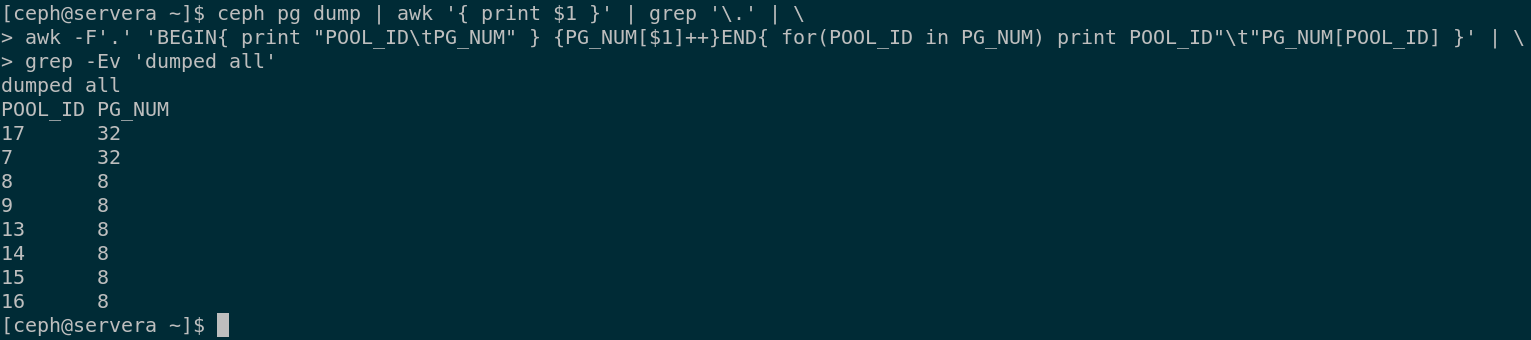 [ceph@servera ~]$ ceph pg dump | awk '{ print $1 }' | grep '\.' | \
> awk -F'.' 'BEGIN{ print "POOL_ID\tPG_NUM" } {PG_NUM[$1]++}END{ for(POOL_ID in PG_NUM) print POOL_ID"\t"PG_NUM[POOL_ID] }' | \
> grep -Ev 'dumped all'
dumped all
POOL_ID PG_NUM
17      32
7       32
8       8
9       8
13      8
14      8
15      8
16      8
[ceph@servera ~]$